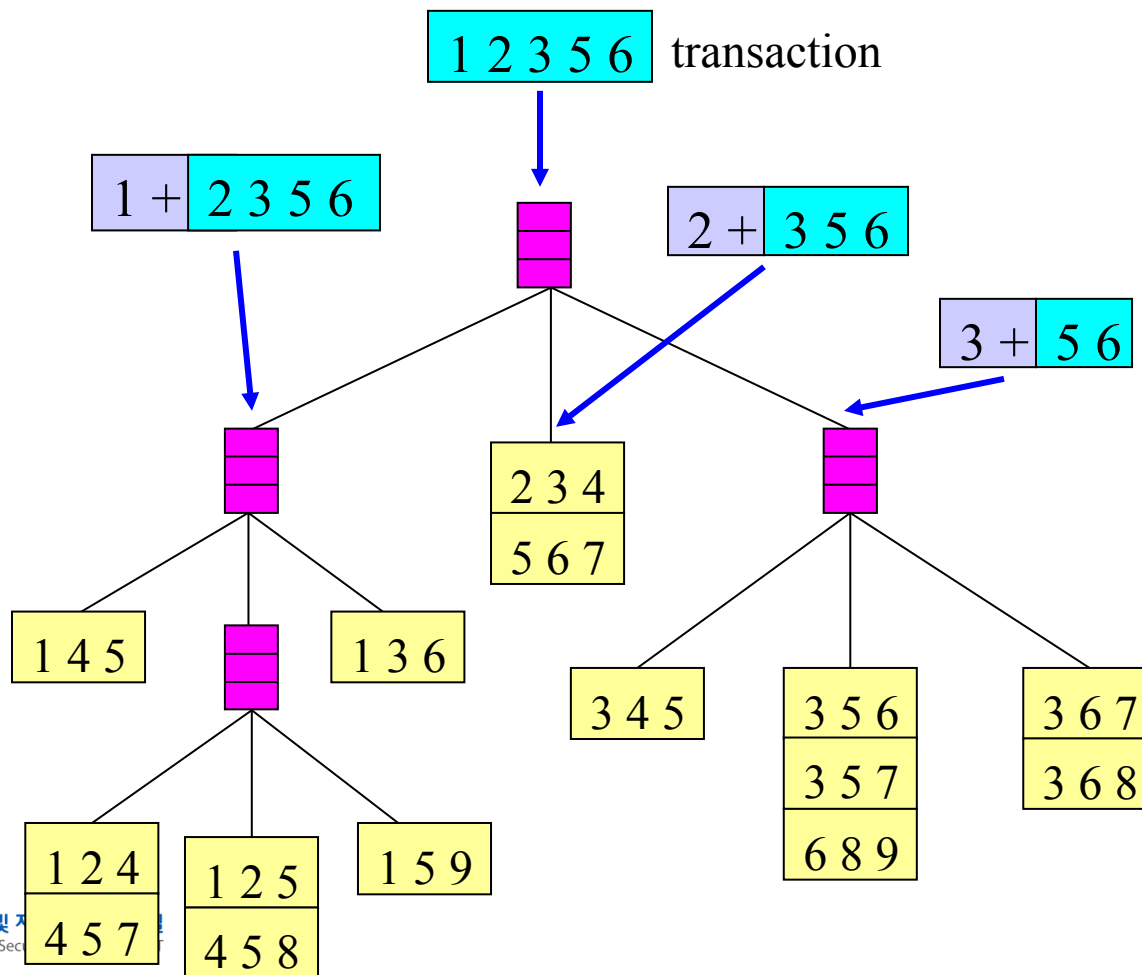 1 2 3 5 6 transaction
1 + 2 3 5 6
2 + 3 5 6
3 + 5 6
2 3 4
5 6 7
1 4 5
1 3 6
3 4 5
3 5 6
3 6 7
3 5 7
3 6 8
6 8 9
1 2 4
1 2 5
1 5 9
4 5 7
4 5 8
및